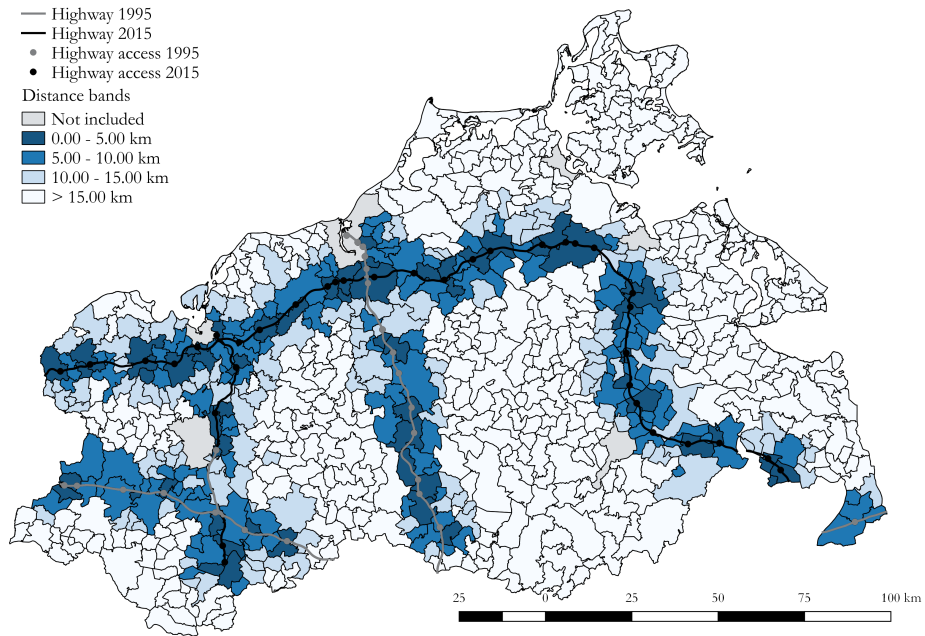 Highway 1995
Highway 2015
Highway access 1995
Highway access 2015
Distance bands
Not included
0.00 - 5.00 km
5.00 - 10.00 km
10.00 - 15.00 km
> 15.00 km
25 0 25 50 75 100 km